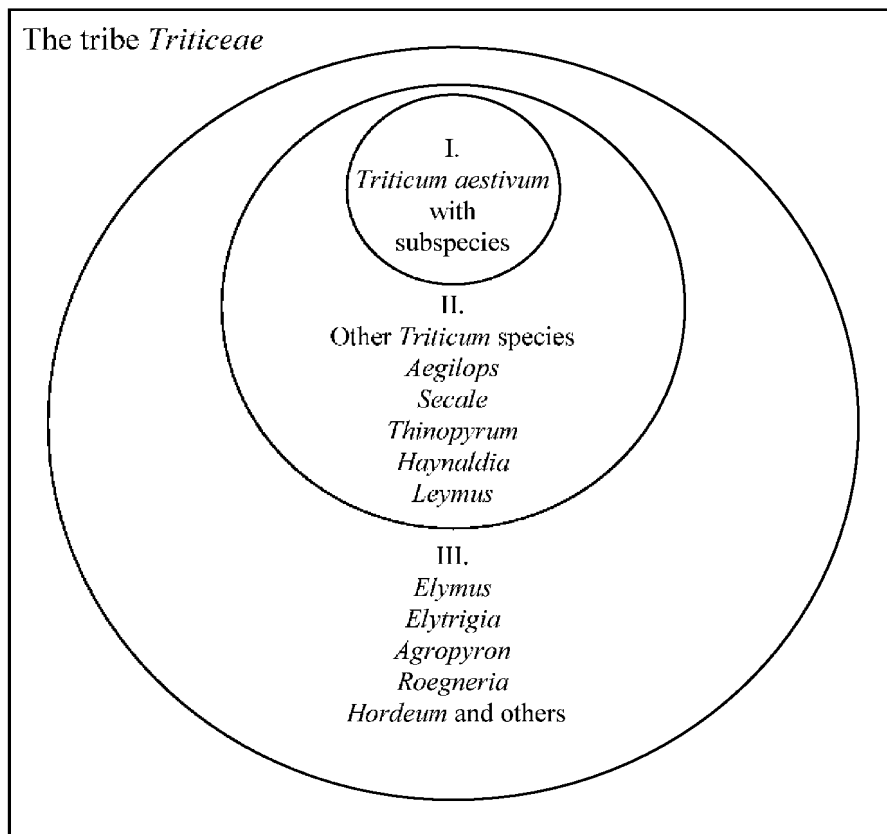 The tribe Triticeae
I.
Triticum aestivum
with
subspecies
II.
Other Triticum species
Aegilops
Secale
Thinopyrum
Haynaldia
Leymus
III.
Elymus
Elytrigia
Agropyron
Roegneria
Hordeum and others